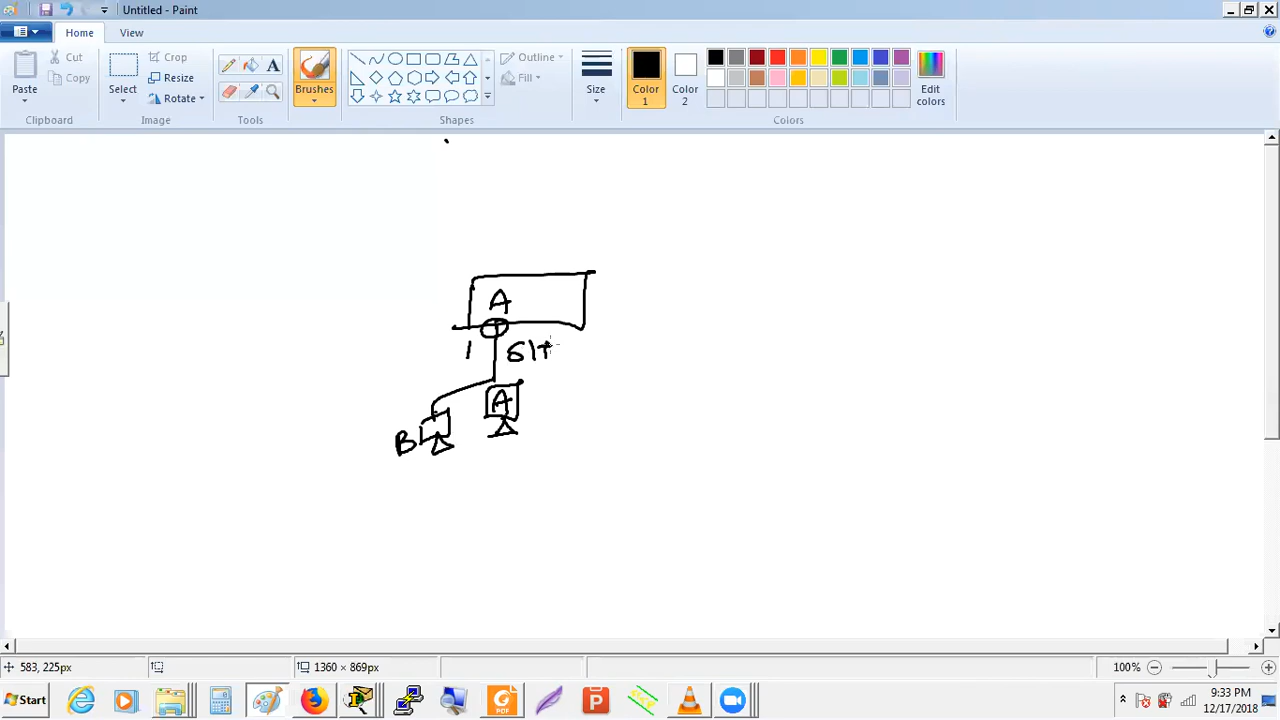 Untitled - Paint
Home
View
Paste
Cut
Copy
Clipboard
Select
Crop
Resize
Rotate
Image
Tools
Brushes
Shapes
Outline
Fill
Size
Color 1
Color 2
Edit colors
Colors
A
1
A
B
583, 225px
1360 × 869px
100%
Start
9:33 PM
12/17/2018